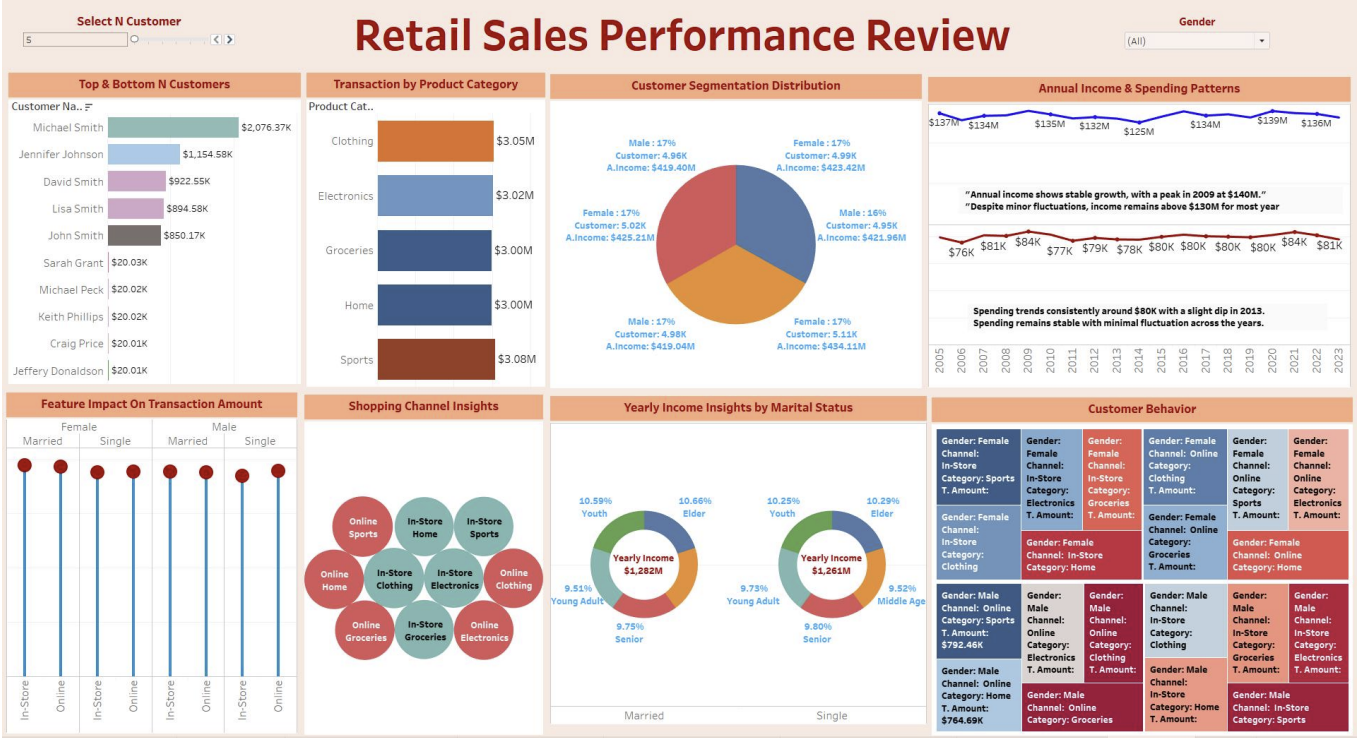 Select N Customer
5
Retail Sales Performance Review
Gender
(All)
Top & Bottom N Customers
Customer Na..
Michael Smith
$2,076.37K
Jennifer Johnson
$1,154.58K
David Smith
$922.55K
Lisa Smith
$894.58K
John Smith
$850.17K
Sarah Grant
$20.03K
Michael Peck
$20.02K
Keith Phillips
$20.02K
Craig Price
$20.01K
Jeffery Donaldson
$20.01K
Transaction by Product Category
Product Cat..
Clothing
$3.05M
Electronics
$3.02M
Groceries
$3.00M
Home
$3.00M
Sports
$3.08M
Customer Segmentation Distribution
Male : 17%
Customer: 4.96K
A.Income: $419.40M
Female : 17%
Customer: 4.99K
A.Income: $423.42M
Female : 17%
Customer: 5.02K
A.Income: $425.21M
Male : 16%
Customer: 4.95K
A.Income: $421.96M
Male : 17%
Customer: 4.98K
A.Income: $419.04M
Female : 17%
Customer: 5.11K
A.Income: $434.11M
Annual Income & Spending Patterns
$137M $134M $135M $132M $125M $134M $139M $136M
"Annual income shows stable growth, with a peak in 2009 at $140M."
"Despite minor fluctuations, income remains above $130M for most year
$76K $81K $84K $77K $79K $78K $80K $80K $80K $80K $84K $81K
Spending trends consistently around $80K with a slight dip in 2013.
Spending remains stable with minimal fluctuation across the years.
2005 2006 2007 2008 2009 2010 2011 2012 2013 2014 2015 2016 2017 2018 2019 2020 2021 2022 2023
Feature Impact On Transaction Amount
Female Male
Married Single Married Single
In-Store Online In-Store Online In-Store Online In-Store Online
Shopping Channel Insights
Online
Sports
In-Store
Home
In-Store
Sports
Online
Home
In-Store
Clothing
In-Store
Electronics
Online
Clothing
Online
Groceries
In-Store
Groceries
Online
Electronics
Yearly Income Insights by Marital Status
10.59%
Youth
10.66%
Elder
Yearly Income
$1,282M
9.51%
Young Adult
9.75%
Senior
Married
10.25%
Youth
10.29%
Elder
Yearly Income
$1,261M
9.73%
Young Adult
9.52%
Middle Age
9.80%
Senior
Single
Customer Behavior
Gender: Female
Channel:
In-Store
Category: Sports
T. Amount:
Gender: Female
Channel:
In-Store
Category:
Clothing
Gender:
Female
Channel:
In-Store
Category:
Electronics
T. Amount:
Gender:
Female
Channel:
In-Store
Category:
Groceries
T. Amount:
Gender: Female
Channel: In-Store
Category: Home
Gender: Female
Channel: Online
Category:
Clothing
T. Amount:
Gender: Female
Channel: Online
Category:
Groceries
T. Amount:
Gender:
Female
Channel:
Online
Category:
Sports
T. Amount:
Gender:
Female
Channel:
Online
Category:
Electronics
T. Amount:
Gender: Female
Channel: Online
Category: Home
Gender: Male
Channel: Online
Category: Sports
T. Amount:
$792.46K
Gender: Male
Channel: Online
Category: Home
T. Amount:
$764.69K
Gender:
Male
Channel:
Online
Category:
Electronics
T. Amount:
Gender:
Male
Channel:
Online
Category:
Clothing
T. Amount:
Gender: Male
Channel: Online
Category: Groceries
Gender: Male
Channel:
In-Store
Category:
Clothing
Gender: Male
Channel:
In-Store
Category: Home
T. Amount:
Gender:
Male
Channel:
In-Store
Category:
Groceries
T. Amount:
Gender:
Male
Channel:
In-Store
Category:
Electronics
T. Amount:
Gender: Male
Channel: In-Store
Category: Sports